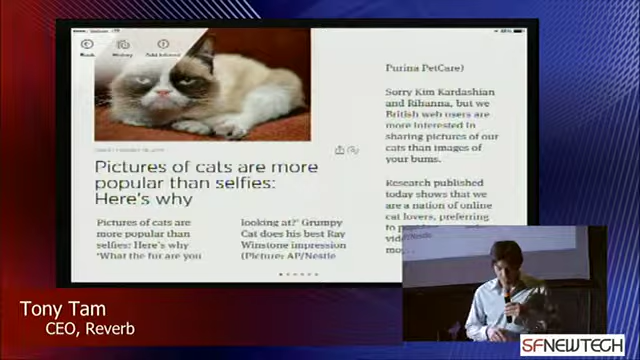 Back
History
Purina PetCare)
Sorry Kim Kardashian
and Rihanna, but we
British web users are
more interested in
sharing pictures of our
cats than images of
your bums.
Research published
today shows that we
are a nation of online
cat lovers, preferring
Pictures of cats are more
popular than selfies:
Here's why
Pictures of cats are
more popular than
selfies: Here's why
"What the fur are you
looking at?' Grumpy
Cat does his best Ray
Winstone impression
(Picture: AP/Nestle
Tony Tam
CEO, Reverb
SFNEWTECH